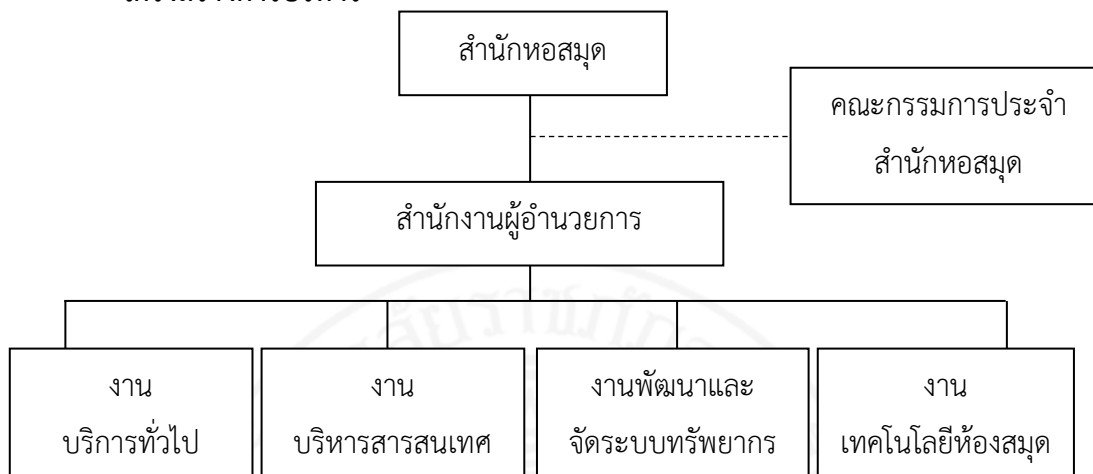 สำนักหอสมุด
คณะกรรมการประจำ
สำนักหอสมุด
สำนักงานผู้อำนวยการ
งาน
บริการทั่วไป
งาน
บริหารสารสนเทศ
งานพัฒนาและ
จัดระบบทรัพยากร
งาน
เทคโนโลยีห้องสมุด